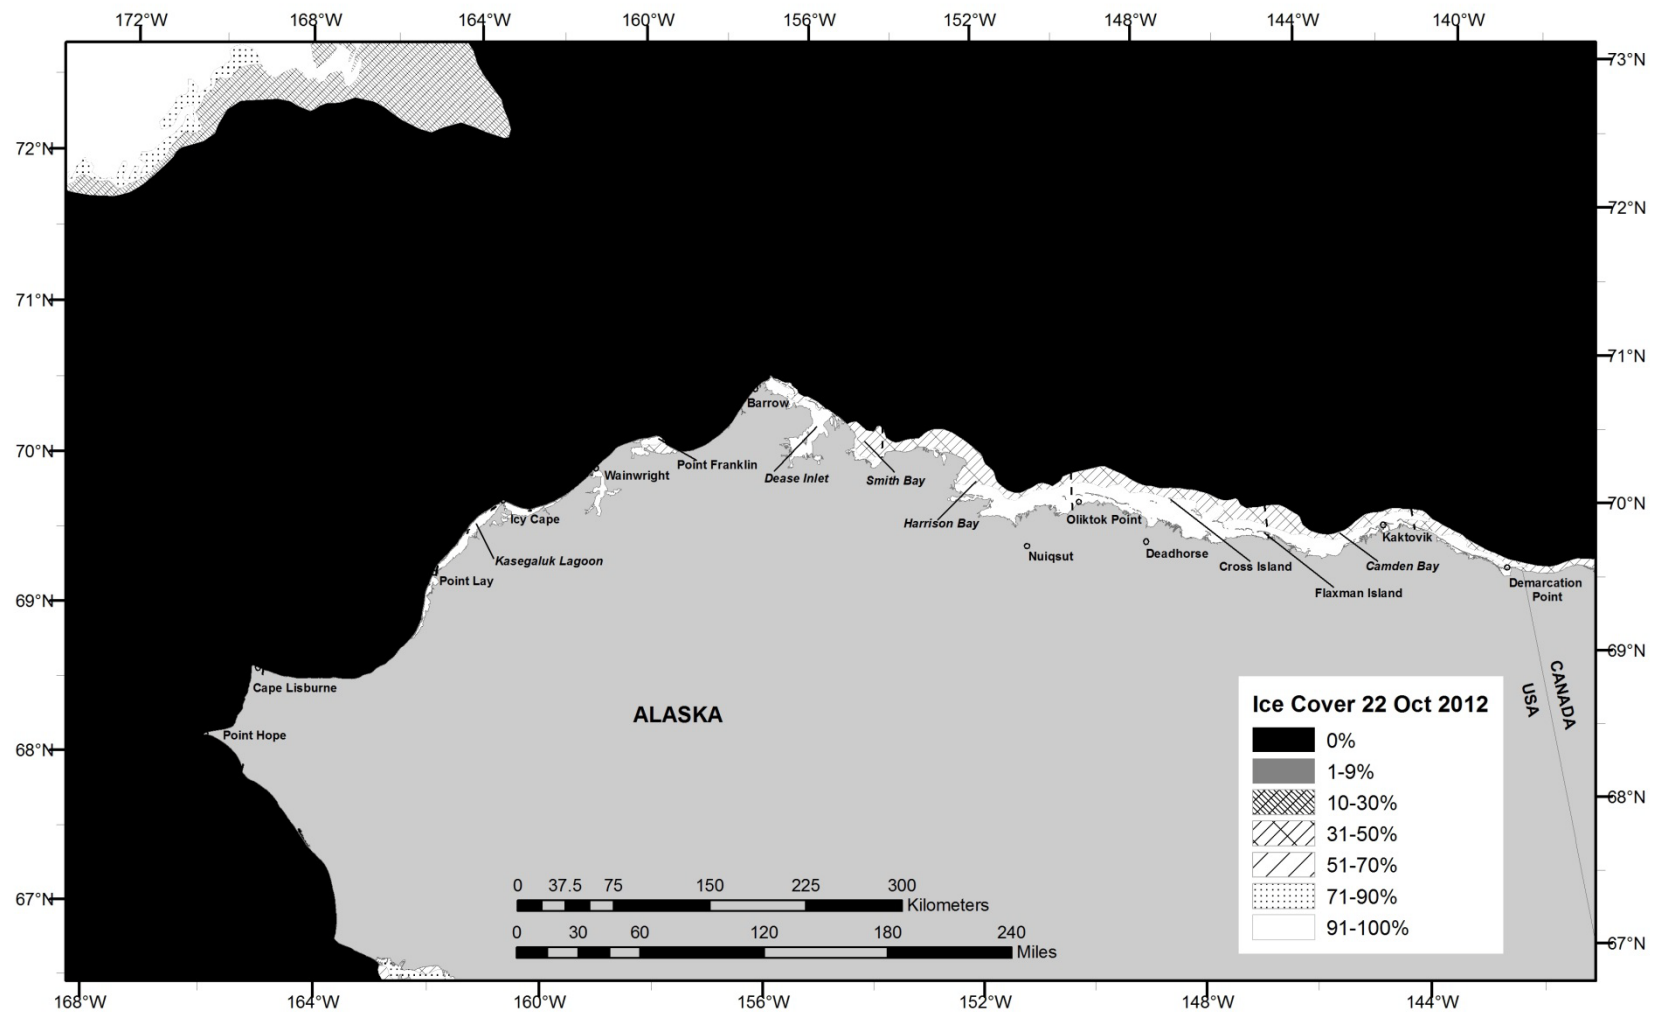 172°W 168°W 164°W 160°W 156°W 152°W 148°W 144°W 140°W
73°N
72°N
72°N
71°N
71°N
Barrow
70°N
Point Franklin
Wainwright
Dease Inlet
Smith Bay
70°N
Icy Cape
Harrison Bay
Oliktok Point
Kaktovik
Kasegaluk Lagoon
Nuiqsut
Deadhorse
Cross Island
Camden Bay
Point Lay
Demarcation
Point
Flaxman Island
69°N
69°N
Cape Lisburne
CANADA
USA
ALASKA
Point Hope
68°N
Ice Cover 22 Oct 2012
0%
1-9%
10-30%
31-50%
51-70%
71-90%
91-100%
68°N
67°N
0 37.5 75 150 225 300
Kilometers
0 30 60 120 180 240
Miles
67°N
168°W 164°W 160°W 156°W 152°W 148°W 144°W